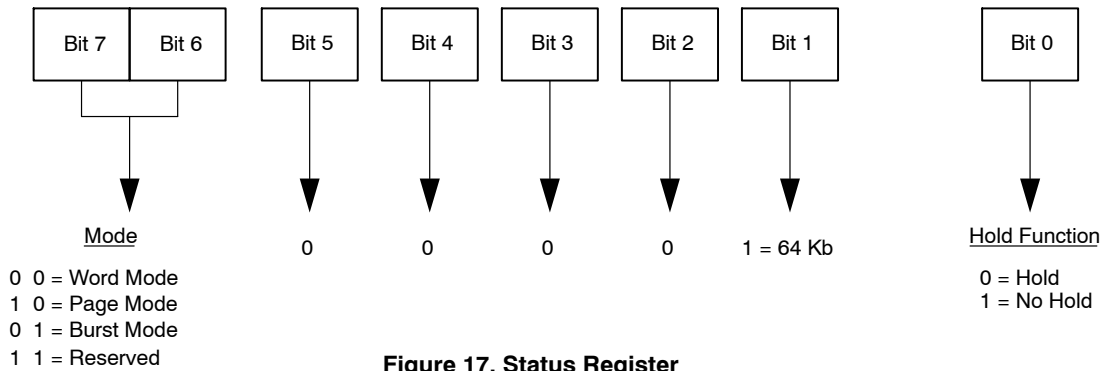 Bit 7 Bit 6 Bit 5 Bit 4 Bit 3 Bit 2 Bit 1 Bit 0
Mode
0 0 = Word Mode
1 0 = Page Mode
0 1 = Burst Mode
1 1 = Reserved
0 0 0 0 1 = 64 Kb
Hold Function
0 = Hold
1 = No Hold
Figure 17. Status Register